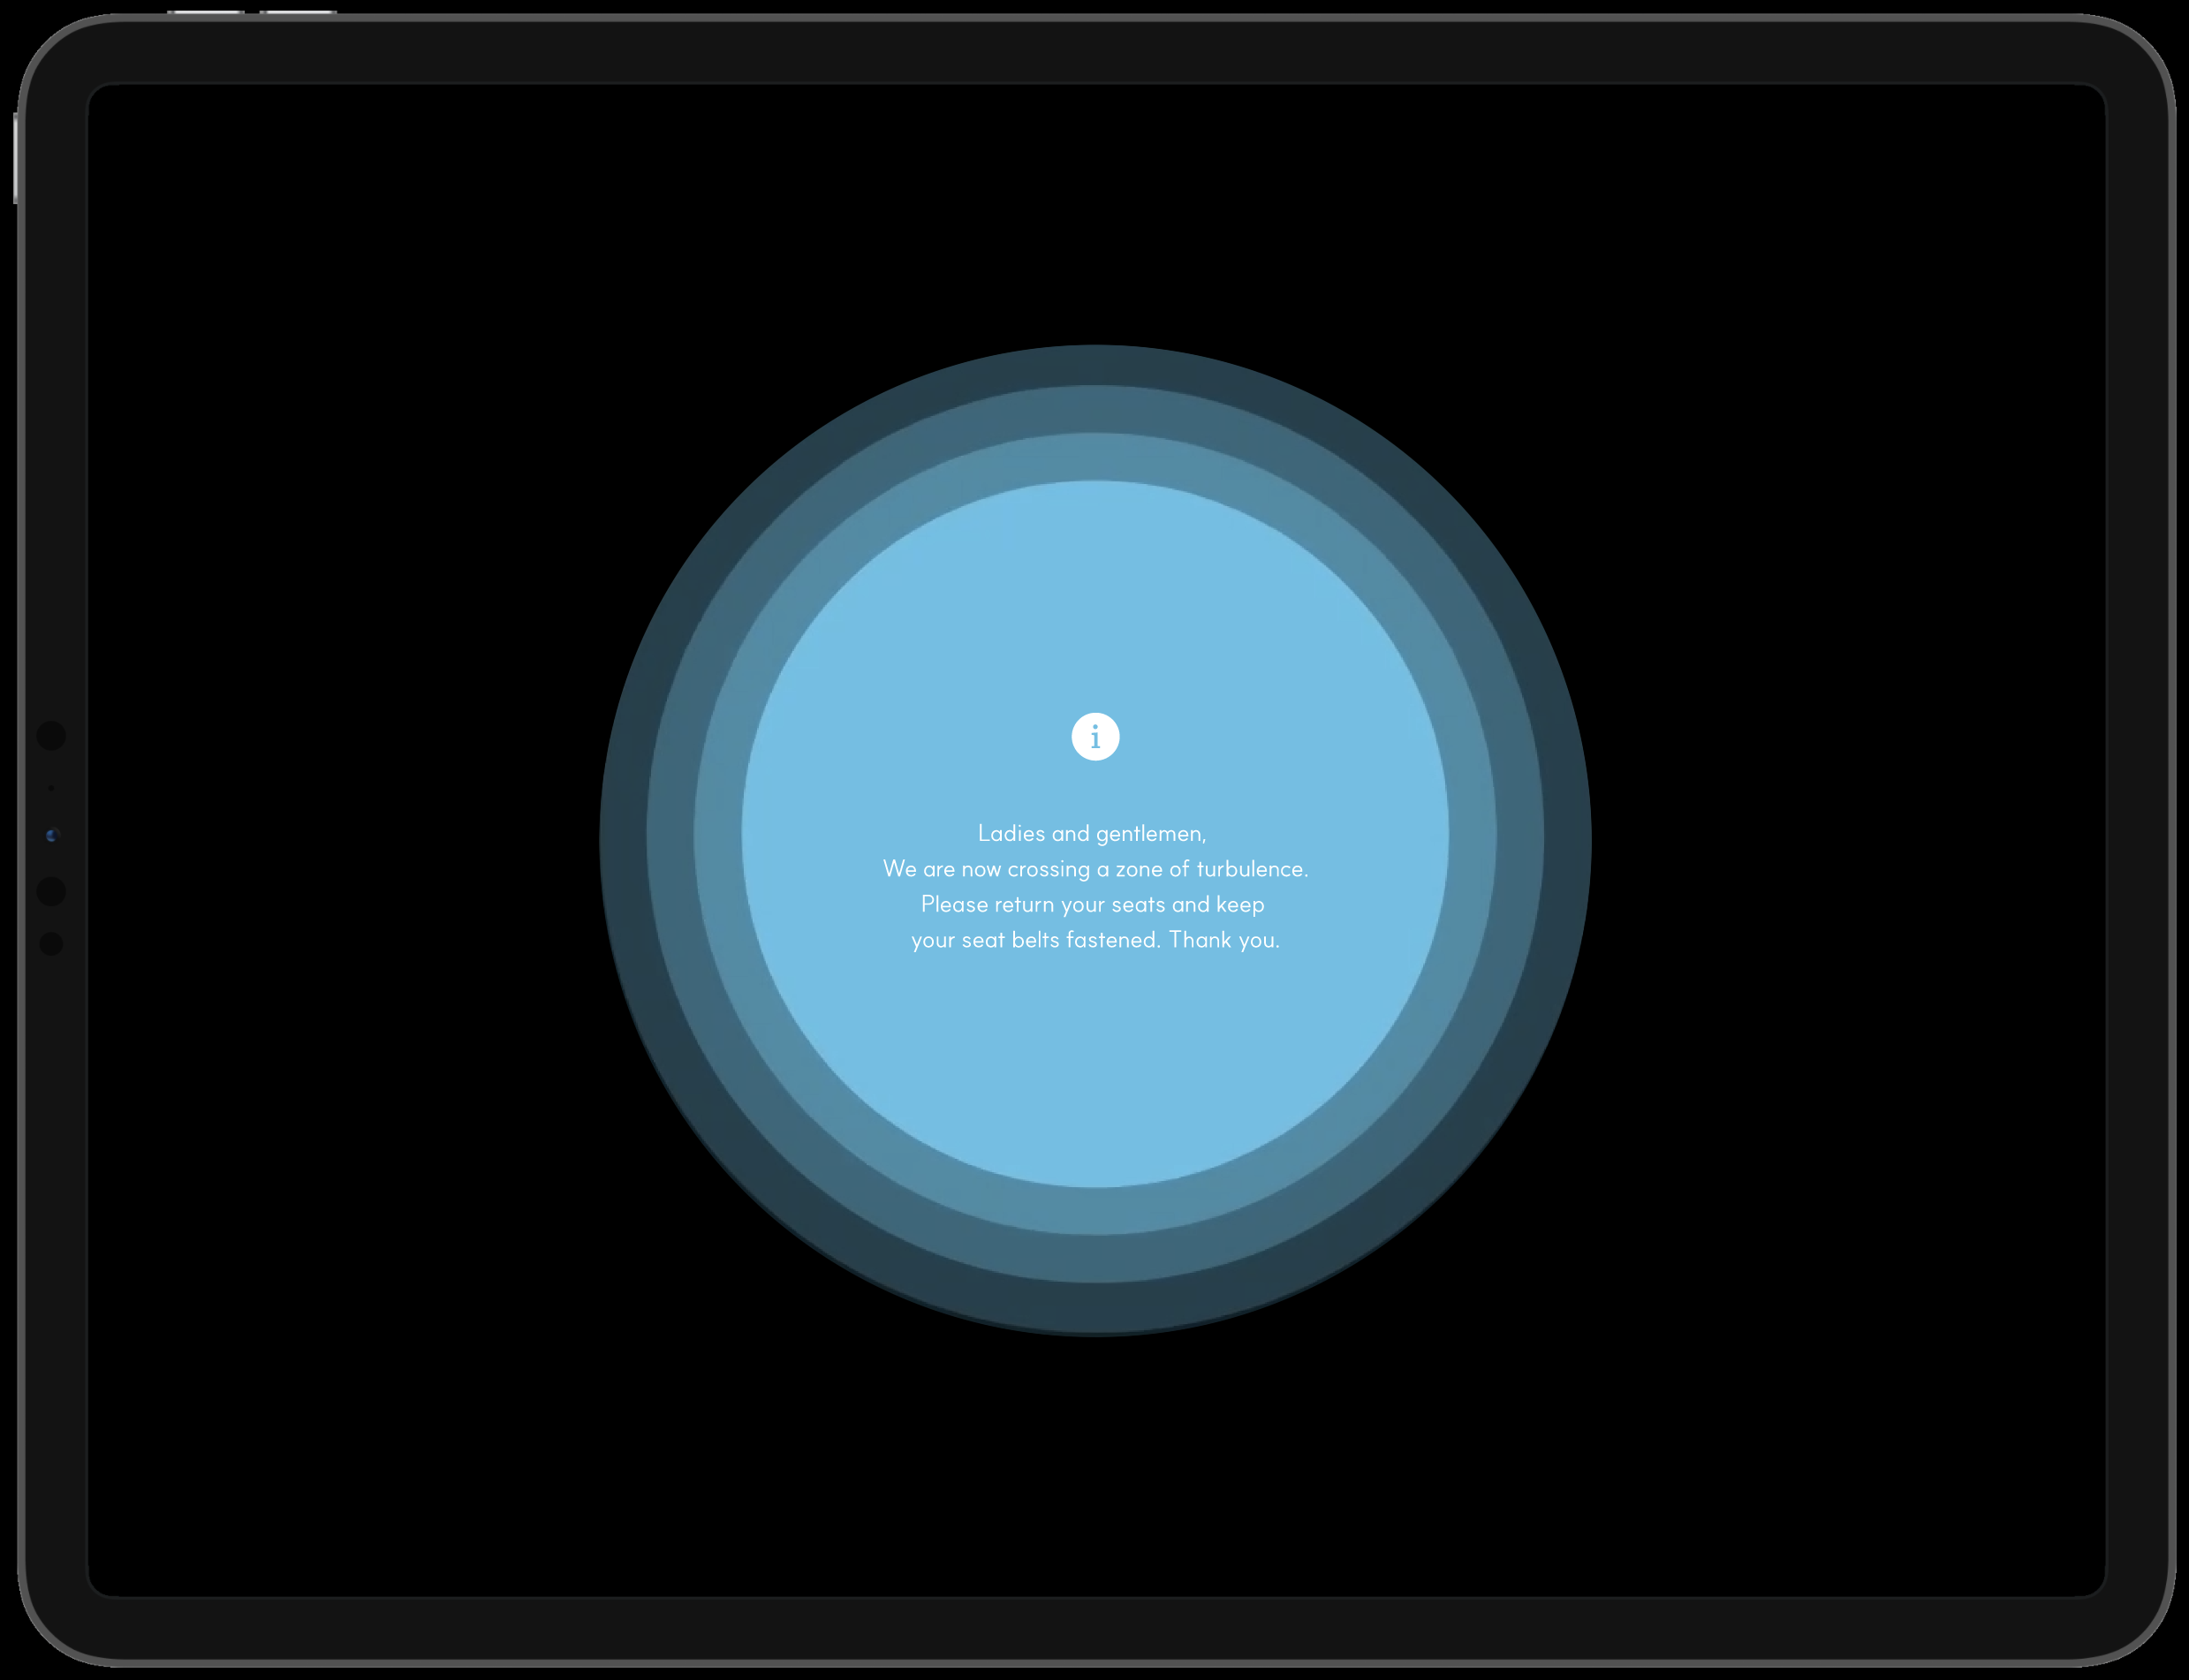 i
Ladies and gentlemen,
We are now crossing a zone of turbulence.
Please return your seats and keep
your seat belts fastened. Thank you.